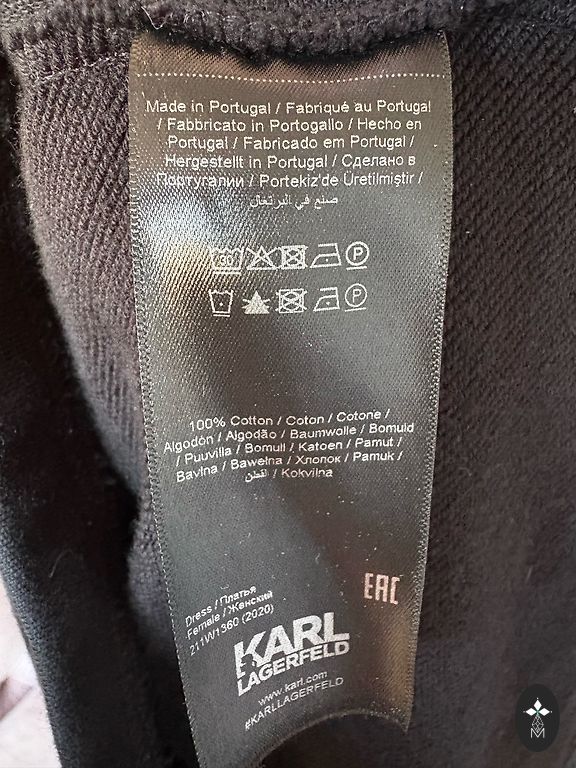 Made in Portugal / Fabriqué au Portugal
/ Fabbricato in Portogallo / Hecho en
Portugal / Fabricado em Portugal /
Hergestellt in Portugal / Сделано в
Португалии / Portekiz'de Üretilmiştir /
صنع في البرتغال
P
P
100% Cotton / Coton / Cotone /
Algodón / Algodão / Baumwolle / Bomuld
/ Puuvilla / Bomull / Katoen / Pamut /
Bavlna / Bawełna / Хлопок / Pamuk /
القطن / Kokvilna
EAC
Dress / Платья
Female / Женский
211W1360 (2020)
KARL
LAGERFELD
www.karl.com
#KARLLAGERFELD
M